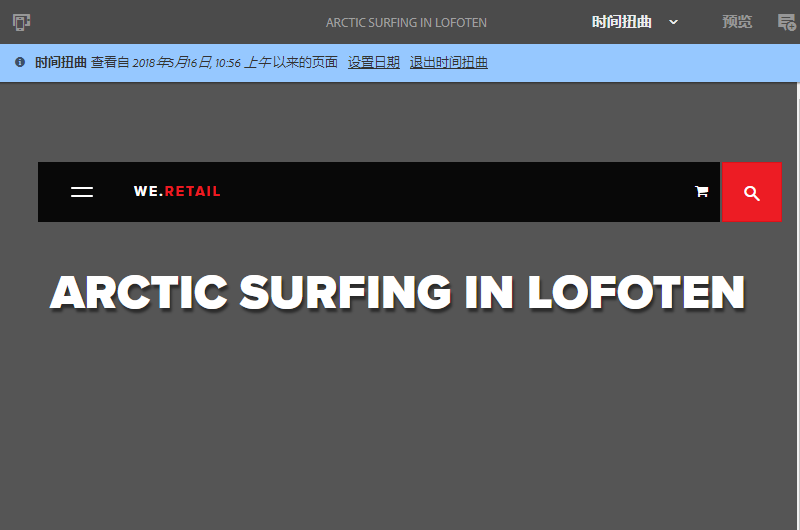 ARCTIC SURFING IN LOFOTEN 时间扭曲 预览
时间扭曲 查看自 2018年5月16日, 10:56 上午 以来的页面 设置日期 退出时间扭曲
WE.RETAIL
ARCTIC SURFING IN LOFOTEN